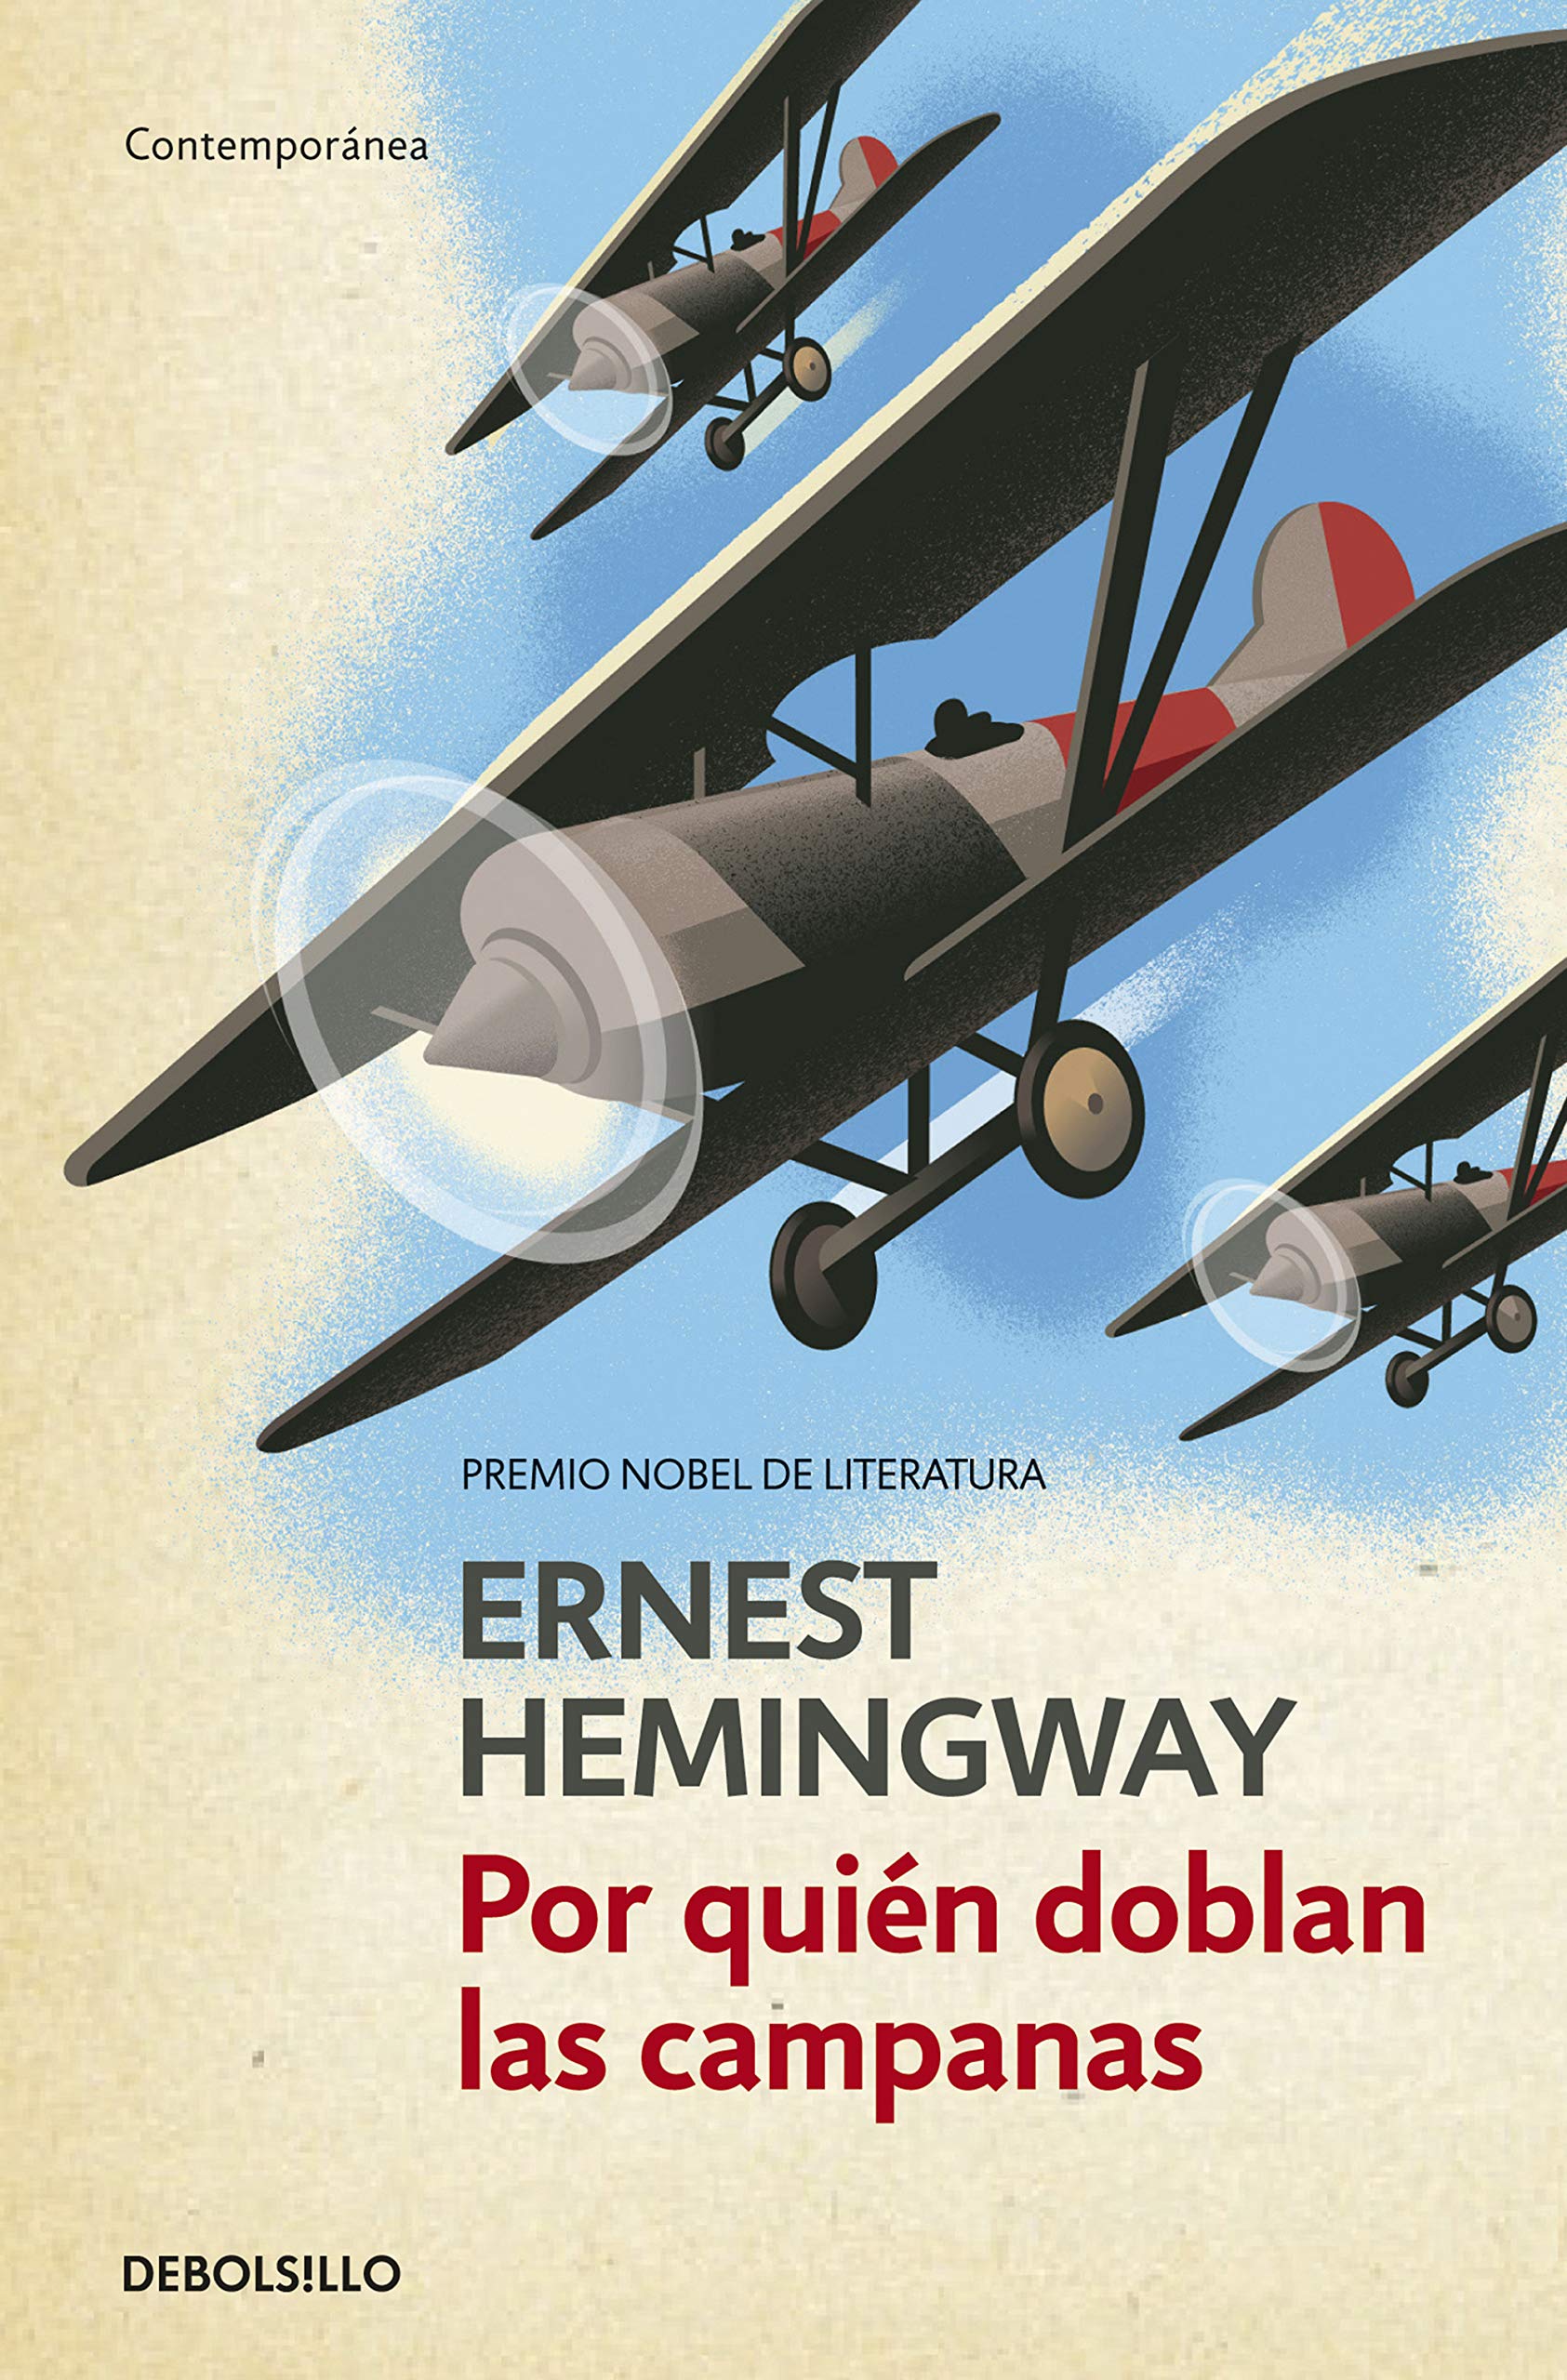 Contemporánea
PREMIO NOBEL DE LITERATURA
ERNEST
HEMINGWAY
Por quién doblan
las campanas
DEBOLS!LLO